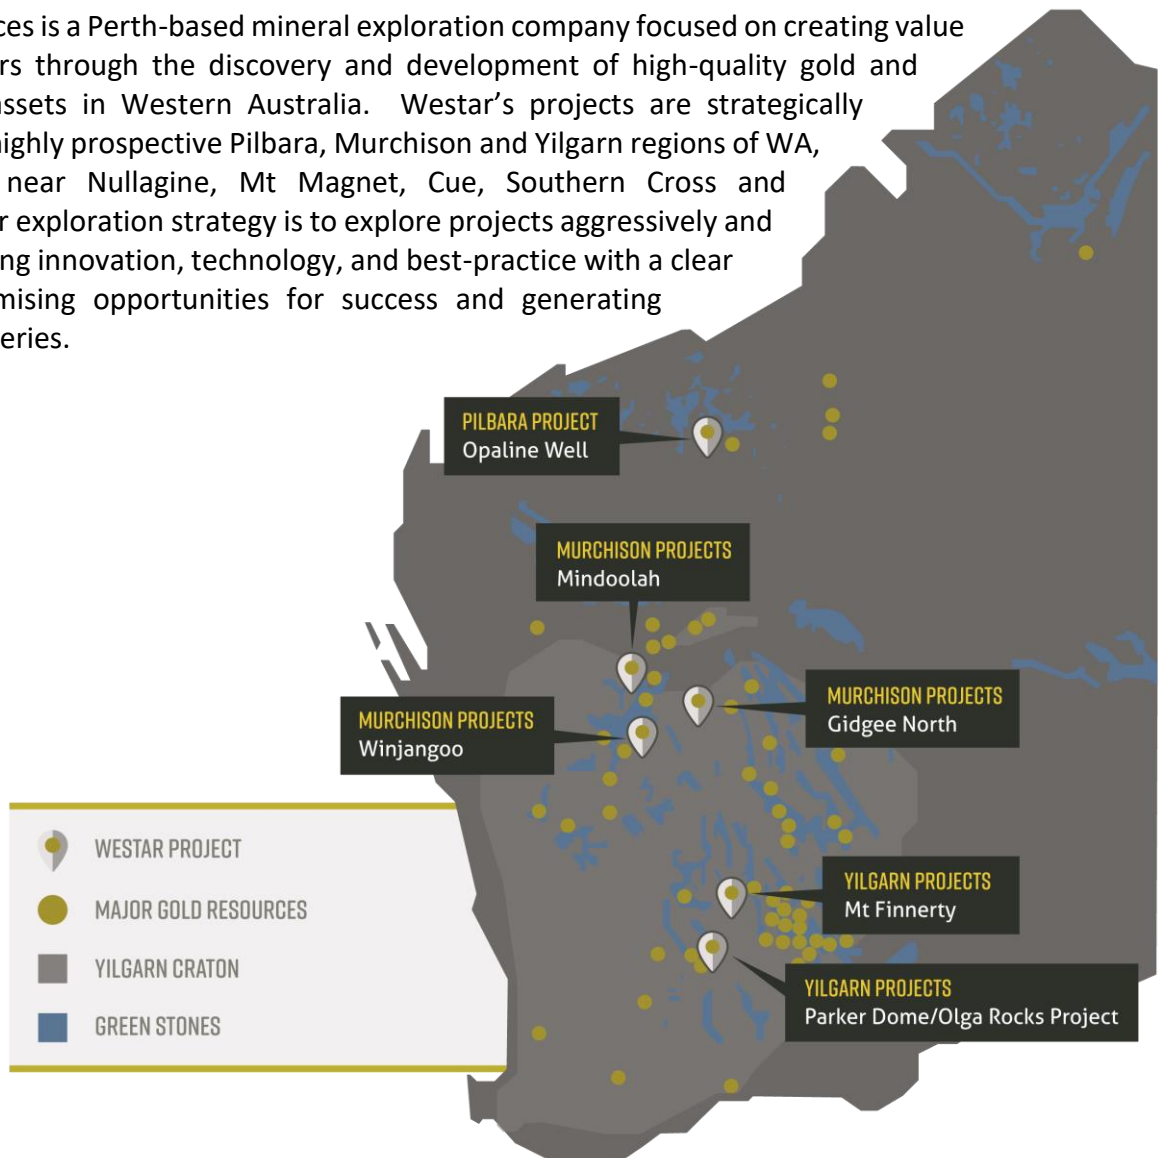 ces is a Perth-based mineral exploration company focused on creating value
rs through the discovery and development of high-quality gold and
assets in Western Australia. Westar’s projects are strategically
highly prospective Pilbara, Murchison and Yilgarn regions of WA,
near Nullagine, Mt Magnet, Cue, Southern Cross and
r exploration strategy is to explore projects aggressively and
ng innovation, technology, and best-practice with a clear
mising opportunities for success and generating
eries.
PILBARA PROJECT
Opaline Well
MURCHISON PROJECTS
Mindoolah
MURCHISON PROJECTS
Gidgee North
MURCHISON PROJECTS
Winjangoo
WESTAR PROJECT
MAJOR GOLD RESOURCES
YILGARN CRATON
GREEN STONES
YILGARN PROJECTS
Mt Finnerty
YILGARN PROJECTS
Parker Dome/Olga Rocks Project